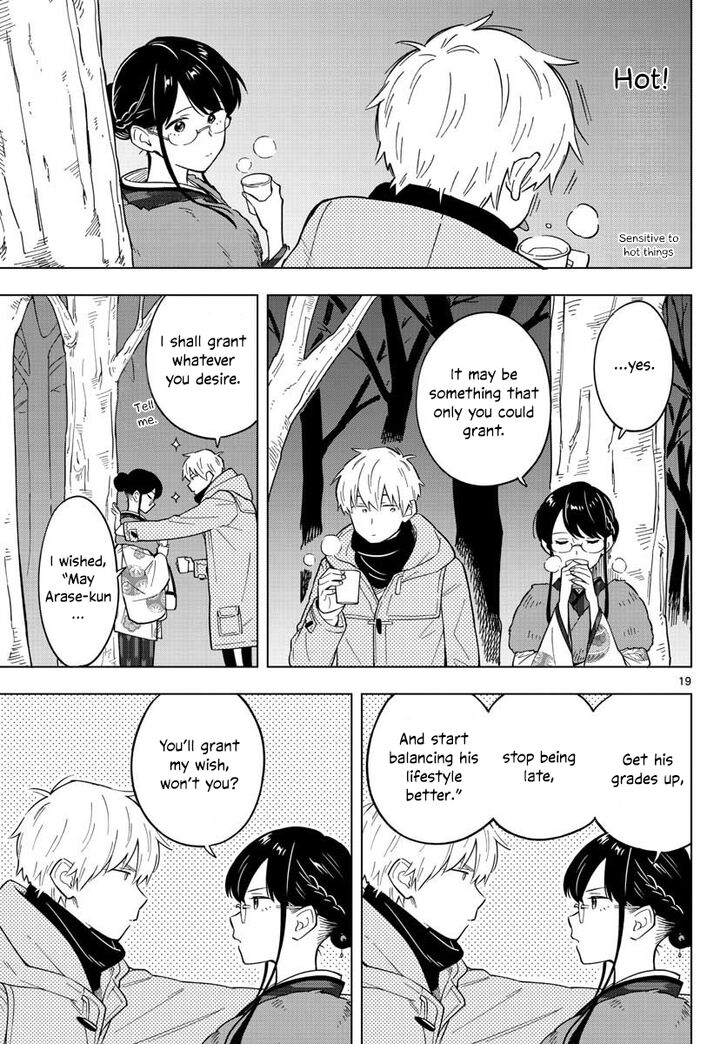 Hot!
Sensitive to
hot things
...yes.
It may be
something that
only you could
grant.
I shall grant
whatever
you desire.
Tell
me.
I wished,
"May
Arase-kun
...
19
Get his
grades up,
stop being
late,
And start
balancing his
lifestyle
better."
You'll grant
my wish,
won't you?